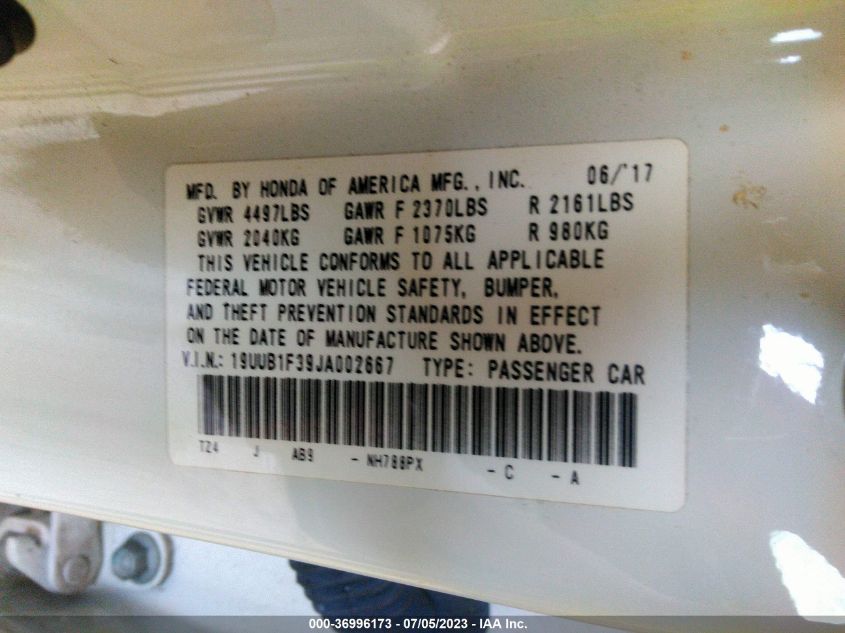 MFD. BY HONDA OF AMERICA MFG., INC. 06/'17
GVWR 4497LBS GAWR F 2370LBS R 2161LBS
GVWR 2040KG GAWR F 1075KG R 980KG
THIS VEHICLE CONFORMS TO ALL APPLICABLE
FEDERAL MOTOR VEHICLE SAFETY, BUMPER,
AND THEFT PREVENTION STANDARDS IN EFFECT
ON THE DATE OF MANUFACTURE SHOWN ABOVE.
V.I.N.: 19UUB1F39JA002667 TYPE: PASSENGER CAR
TZ4 J AB9 - NH788PX - C - A
000-36996173 - 07/05/2023 - IAA Inc.